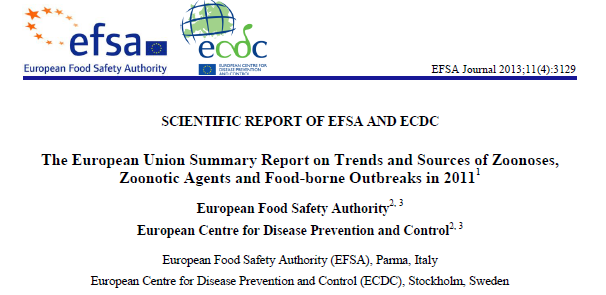 efsa
European Food Safety Authority
ecdc
EUROPEAN CENTRE FOR
DISEASE PREVENTION
AND CONTROL
EFSA Journal 2013;11(4):3129
SCIENTIFIC REPORT OF EFSA AND ECDC
The European Union Summary Report on Trends and Sources of Zoonoses,
Zoonotic Agents and Food-borne Outbreaks in 2011¹
European Food Safety Authority²˒ ³
European Centre for Disease Prevention and Control²˒ ³
European Food Safety Authority (EFSA), Parma, Italy
European Centre for Disease Prevention and Control (ECDC), Stockholm, Sweden